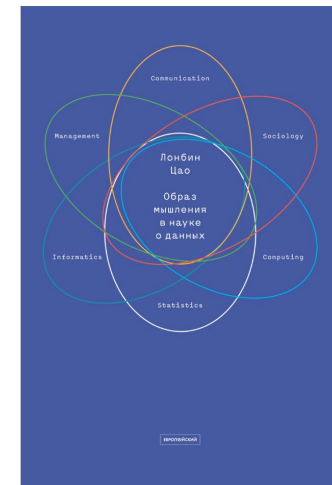 Communication
Management
Sociology
Лонбин
Цао
Образ
мышления
в науке
о данных
Informatics
Computing
Statistics
ЕВРОПЕЙСКИЙ